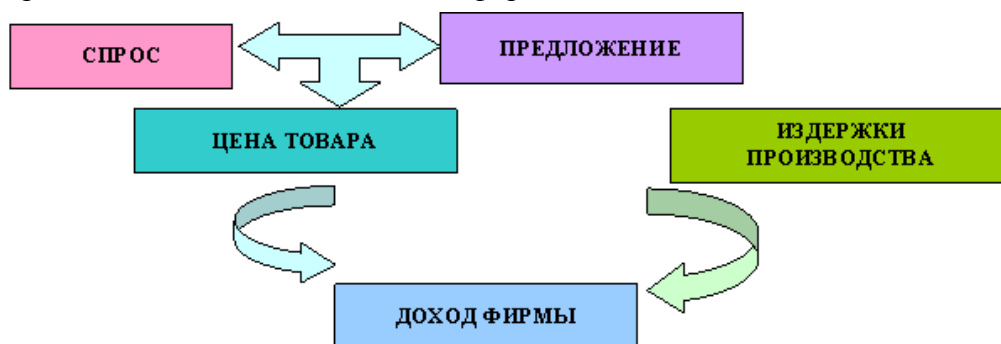 СПРОС
ПРЕДЛОЖЕНИЕ
ЦЕНА ТОВАРА
ИЗДЕРЖКИ
ПРОИЗВОДСТВА
ДОХОД ФИРМЫ